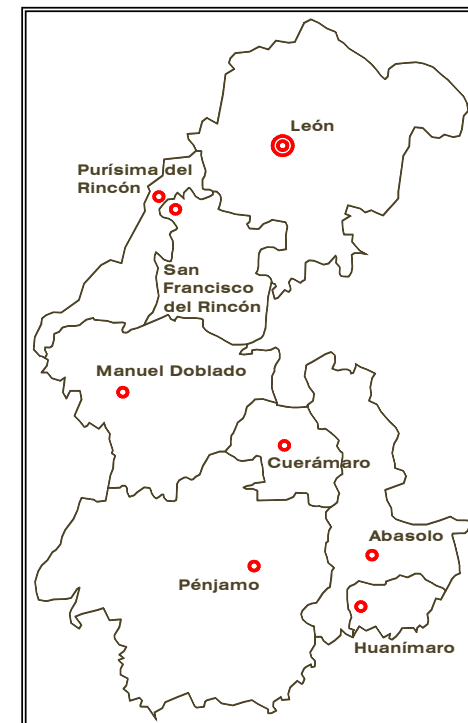 León
Purísima del
Rincón
San
Francisco
del Rincón
Manuel Doblado
Cuerámaro
Abasolo
Pénjamo
Huanímaro